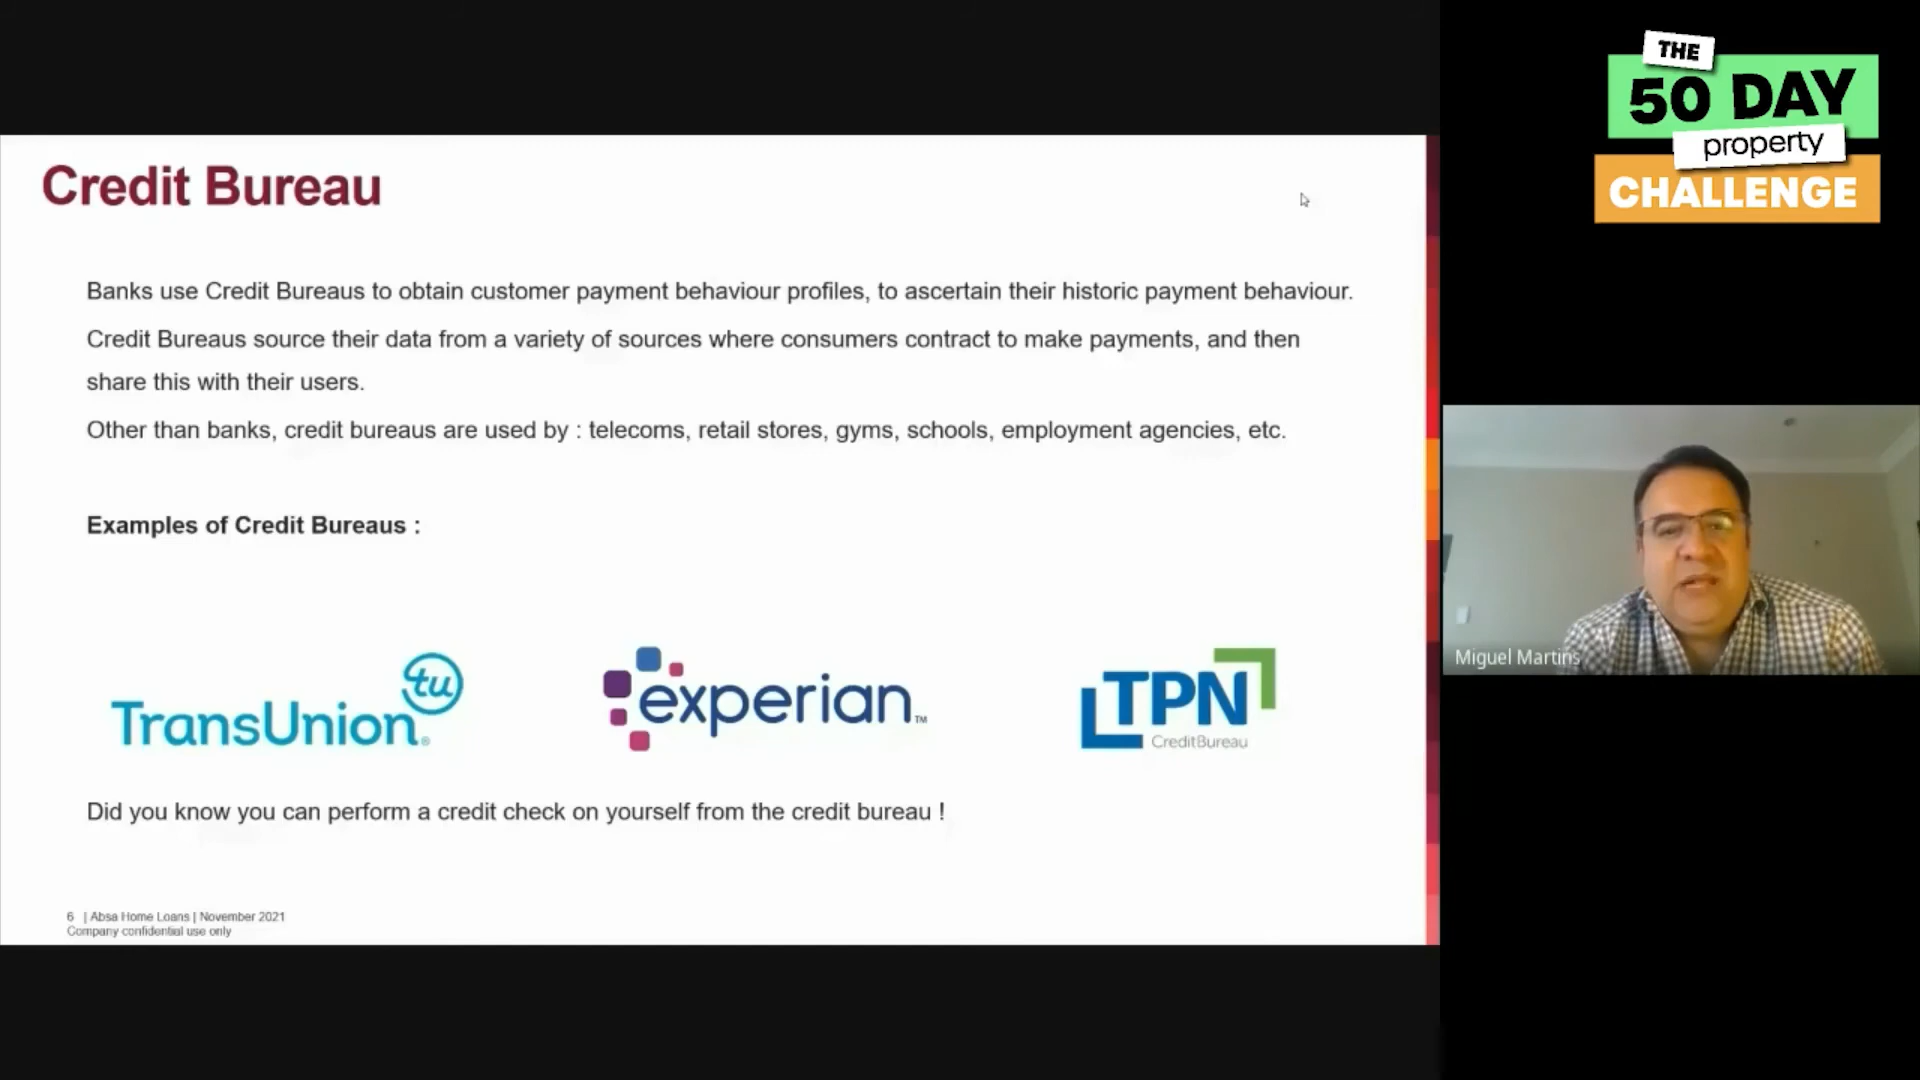 Credit Bureau
Banks use Credit Bureaus to obtain customer payment behaviour profiles, to ascertain their historic payment behaviour.
Credit Bureaus source their data from a variety of sources where consumers contract to make payments, and then
share this with their users.
Other than banks, credit bureaus are used by : telecoms, retail stores, gyms, schools, employment agencies, etc.
Examples of Credit Bureaus :
tu
TransUnion®
experian™
TPN
CreditBureau
Did you know you can perform a credit check on yourself from the credit bureau !
6 | Absa Home Loans | November 2021
Company confidential use only
THE
50 DAY
property
CHALLENGE
Miguel Martins